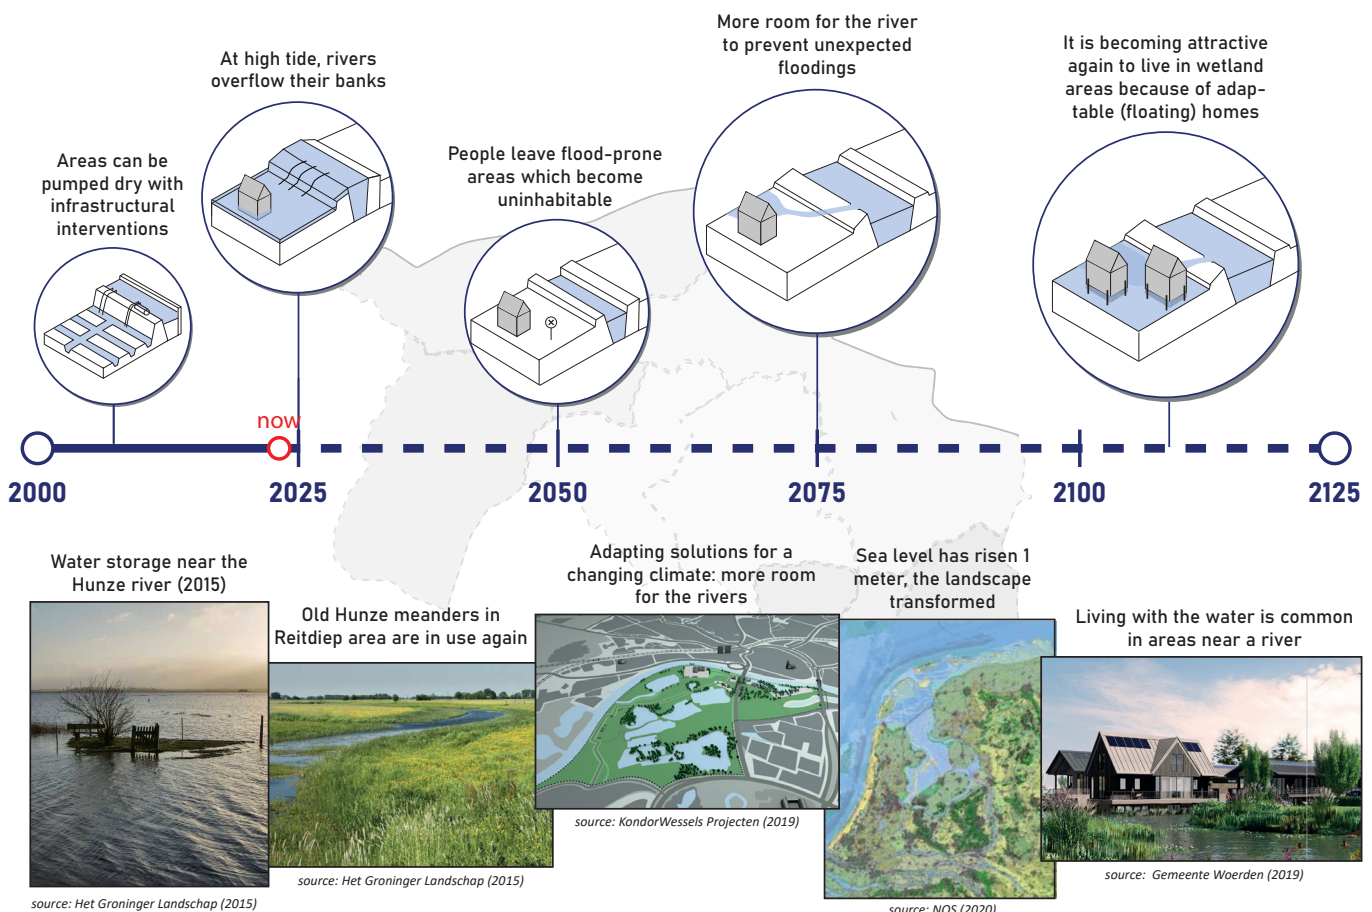 More room for the river
to prevent unexpected
floodings
It is becoming attractive
again to live in wetland
areas because of adap-
table (floating) homes
At high tide, rivers
overflow their banks
People leave flood-prone
areas which become
uninhabitable
Areas can be
pumped dry with
infrastructural
interventions
now
2000
2025
2050
2075
2100
2125
Water storage near the
Hunze river (2015)
Old Hunze meanders in
Reitdiep area are in use again
Adapting solutions for a
changing climate: more room
for the rivers
Sea level has risen 1
meter, the landscape
transformed
Living with the water is common
in areas near a river
source: Het Groninger Landschap (2015)
source: Het Groninger Landschap (2015)
source: KondorWessels Projecten (2019)
source: NOS (2020)
source: Gemeente Woerden (2019)